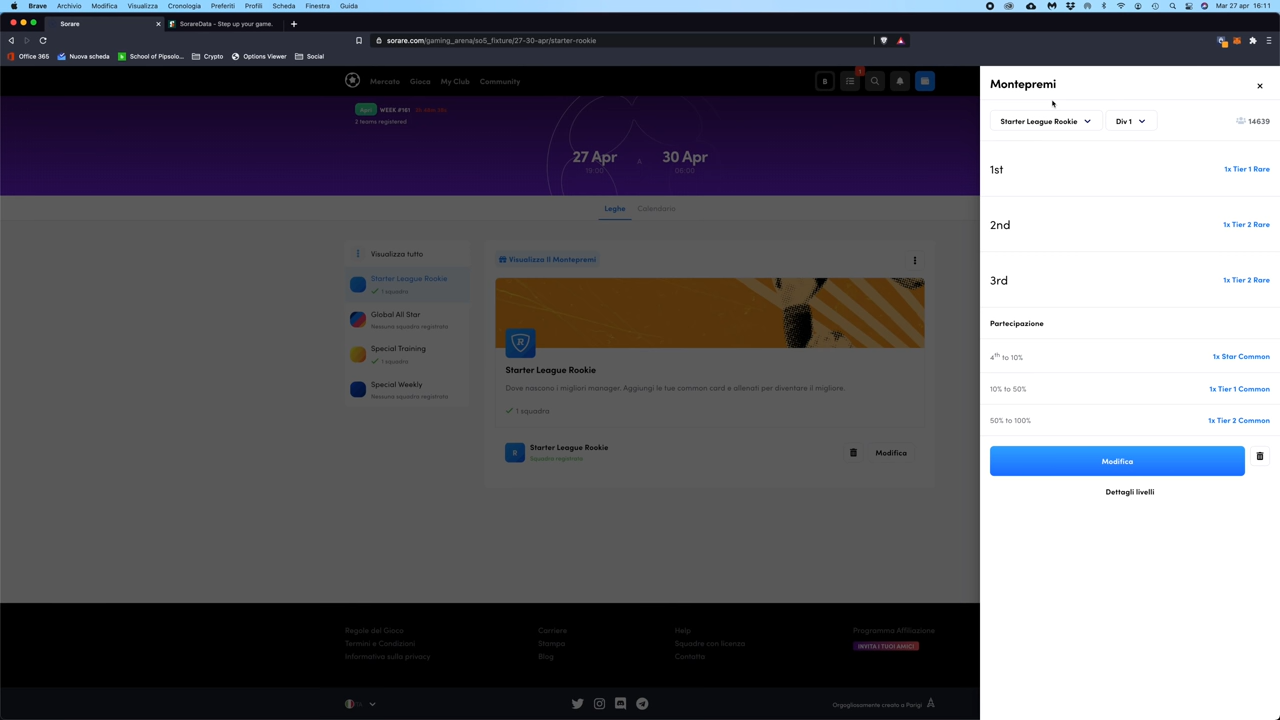 Brave Archivio Modifica Visualizza Cronologia Preferiti Profili Scheda Finestra Guida Mar 27 apr 16:11
Sorare SorareData - Step up your game.
sorare.com/gaming_arena/so5_fixture/27-30-apr/starter-rookie
Office 365 Nuova scheda School of Pipsolo... Crypto Options Viewer Social
Mercato Gioca My Club Community
B
1
Apri WEEK #161
2 teams registered
27 Apr A 30 Apr
Leghe Calendario
Visualizza tutto
Starter League Rookie
1 squadra
Global All Star
Nessuna squadra registrata
Special Training
1 squadra
Special Weekly
Nessuna squadra registrata
Visualizza Il Montepremi
R
Starter League Rookie
Dove nascono i migliori manager. Aggiungi le tue common card e allenati per diventare il migliore.
1 squadra
R Starter League Rookie
Squadra registrata
Modifica
Montepremi
Starter League Rookie Div 1 14639
1st 1x Tier 1 Rare
2nd 1x Tier 2 Rare
3rd 1x Tier 2 Rare
Partecipazione
4th to 10% 1x Star Common
10% to 50% 1x Tier 1 Common
50% to 100% 1x Tier 2 Common
Modifica
Dettagli livelli
Regole del Gioco Carriere Help Programma Affiliazione
Termini e Condizioni Stampa Squadre con licenza INVITA I TUOI AMICI
Informativa sulla privacy Blog Contatto
Orgogliosamente creato a Parigi